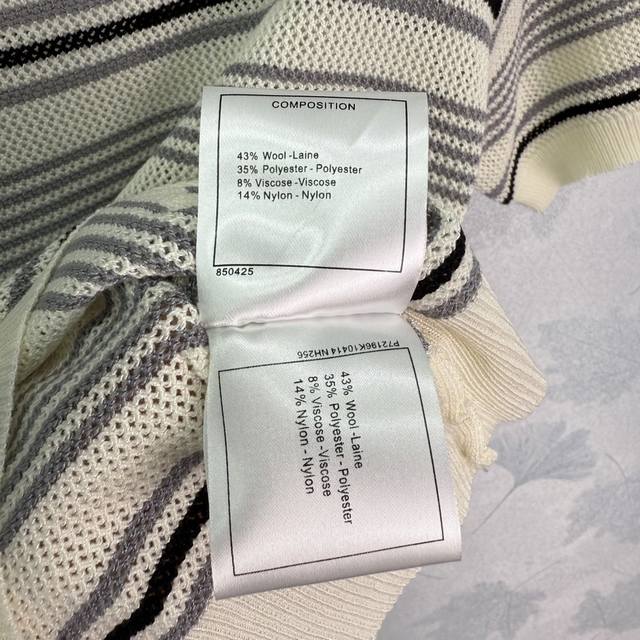 COMPOSITION
43% Wool -Laine
35% Polyester - Polyester
8% Viscose -Viscose
14% Nylon - Nylon
850425
P72196K10414 NH256
43% Wool -Laine
35% Polyester - Polyester
8% Viscose -Viscose
14% Nylon - Nylon